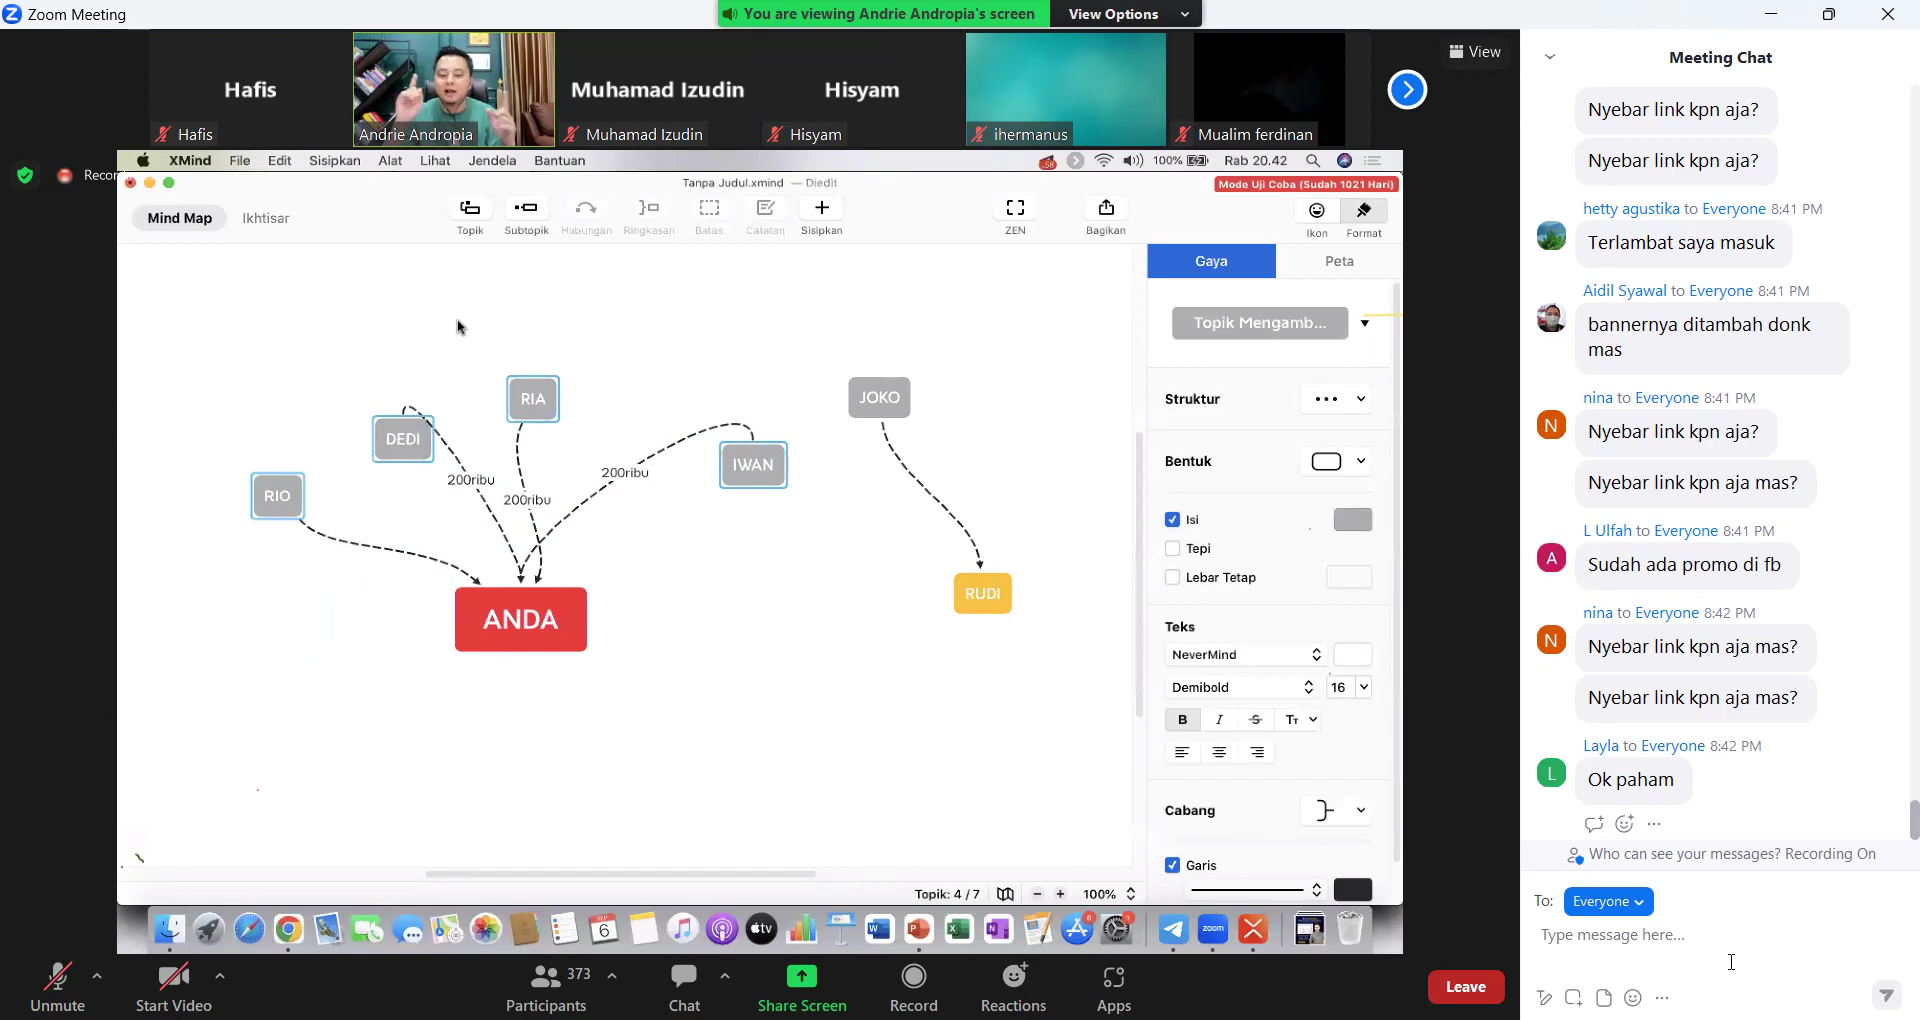 Zoom Meeting
You are viewing Andrie Andropia's screen
View Options
Hafis
Muhamad Izudin
Hisyam
View
Hafis
Andrie Andropia
Muhamad Izudin
Hisyam
ihermanus
Mualim ferdinan
Recor
XMind File Edit Sisipkan Alat Lihat Jendela Bantuan
100% Rab 20.42
Tanpa Judul.xmind — Diedit
Mode Uji Coba (Sudah 1021 Hari)
Mind Map
Ikhtisar
Topik
Subtopik
Hubungan
Ringkasan
Batas
Catatan
Sisipkan
ZEN
Bagikan
Ikon
Format
Gaya
Peta
Topik Mengamb...
Struktur
Bentuk
Isi
Tepi
Lebar Tetap
Teks
NeverMind
Demibold
16
B I S Tт
Cabang
Garis
RIA
JOKO
DEDI
IWAN
200ribu
200ribu
200ribu
RIO
RUDI
ANDA
Topik: 4 / 7
100%
SEP
6
tv
zoom
6
1
Unmute
Start Video
373
Participants
Chat
Share Screen
Record
Reactions
Apps
Leave
Meeting Chat
Nyebar link kpn aja?
Nyebar link kpn aja?
hetty agustika to Everyone 8:41 PM
Terlambat saya masuk
Aidil Syawal to Everyone 8:41 PM
bannernya ditambah donk
mas
nina to Everyone 8:41 PM
N
Nyebar link kpn aja?
Nyebar link kpn aja mas?
L Ulfah to Everyone 8:41 PM
A
Sudah ada promo di fb
nina to Everyone 8:42 PM
N
Nyebar link kpn aja mas?
Nyebar link kpn aja mas?
Layla to Everyone 8:42 PM
L
Ok paham
Who can see your messages? Recording On
To: Everyone
Type message here...